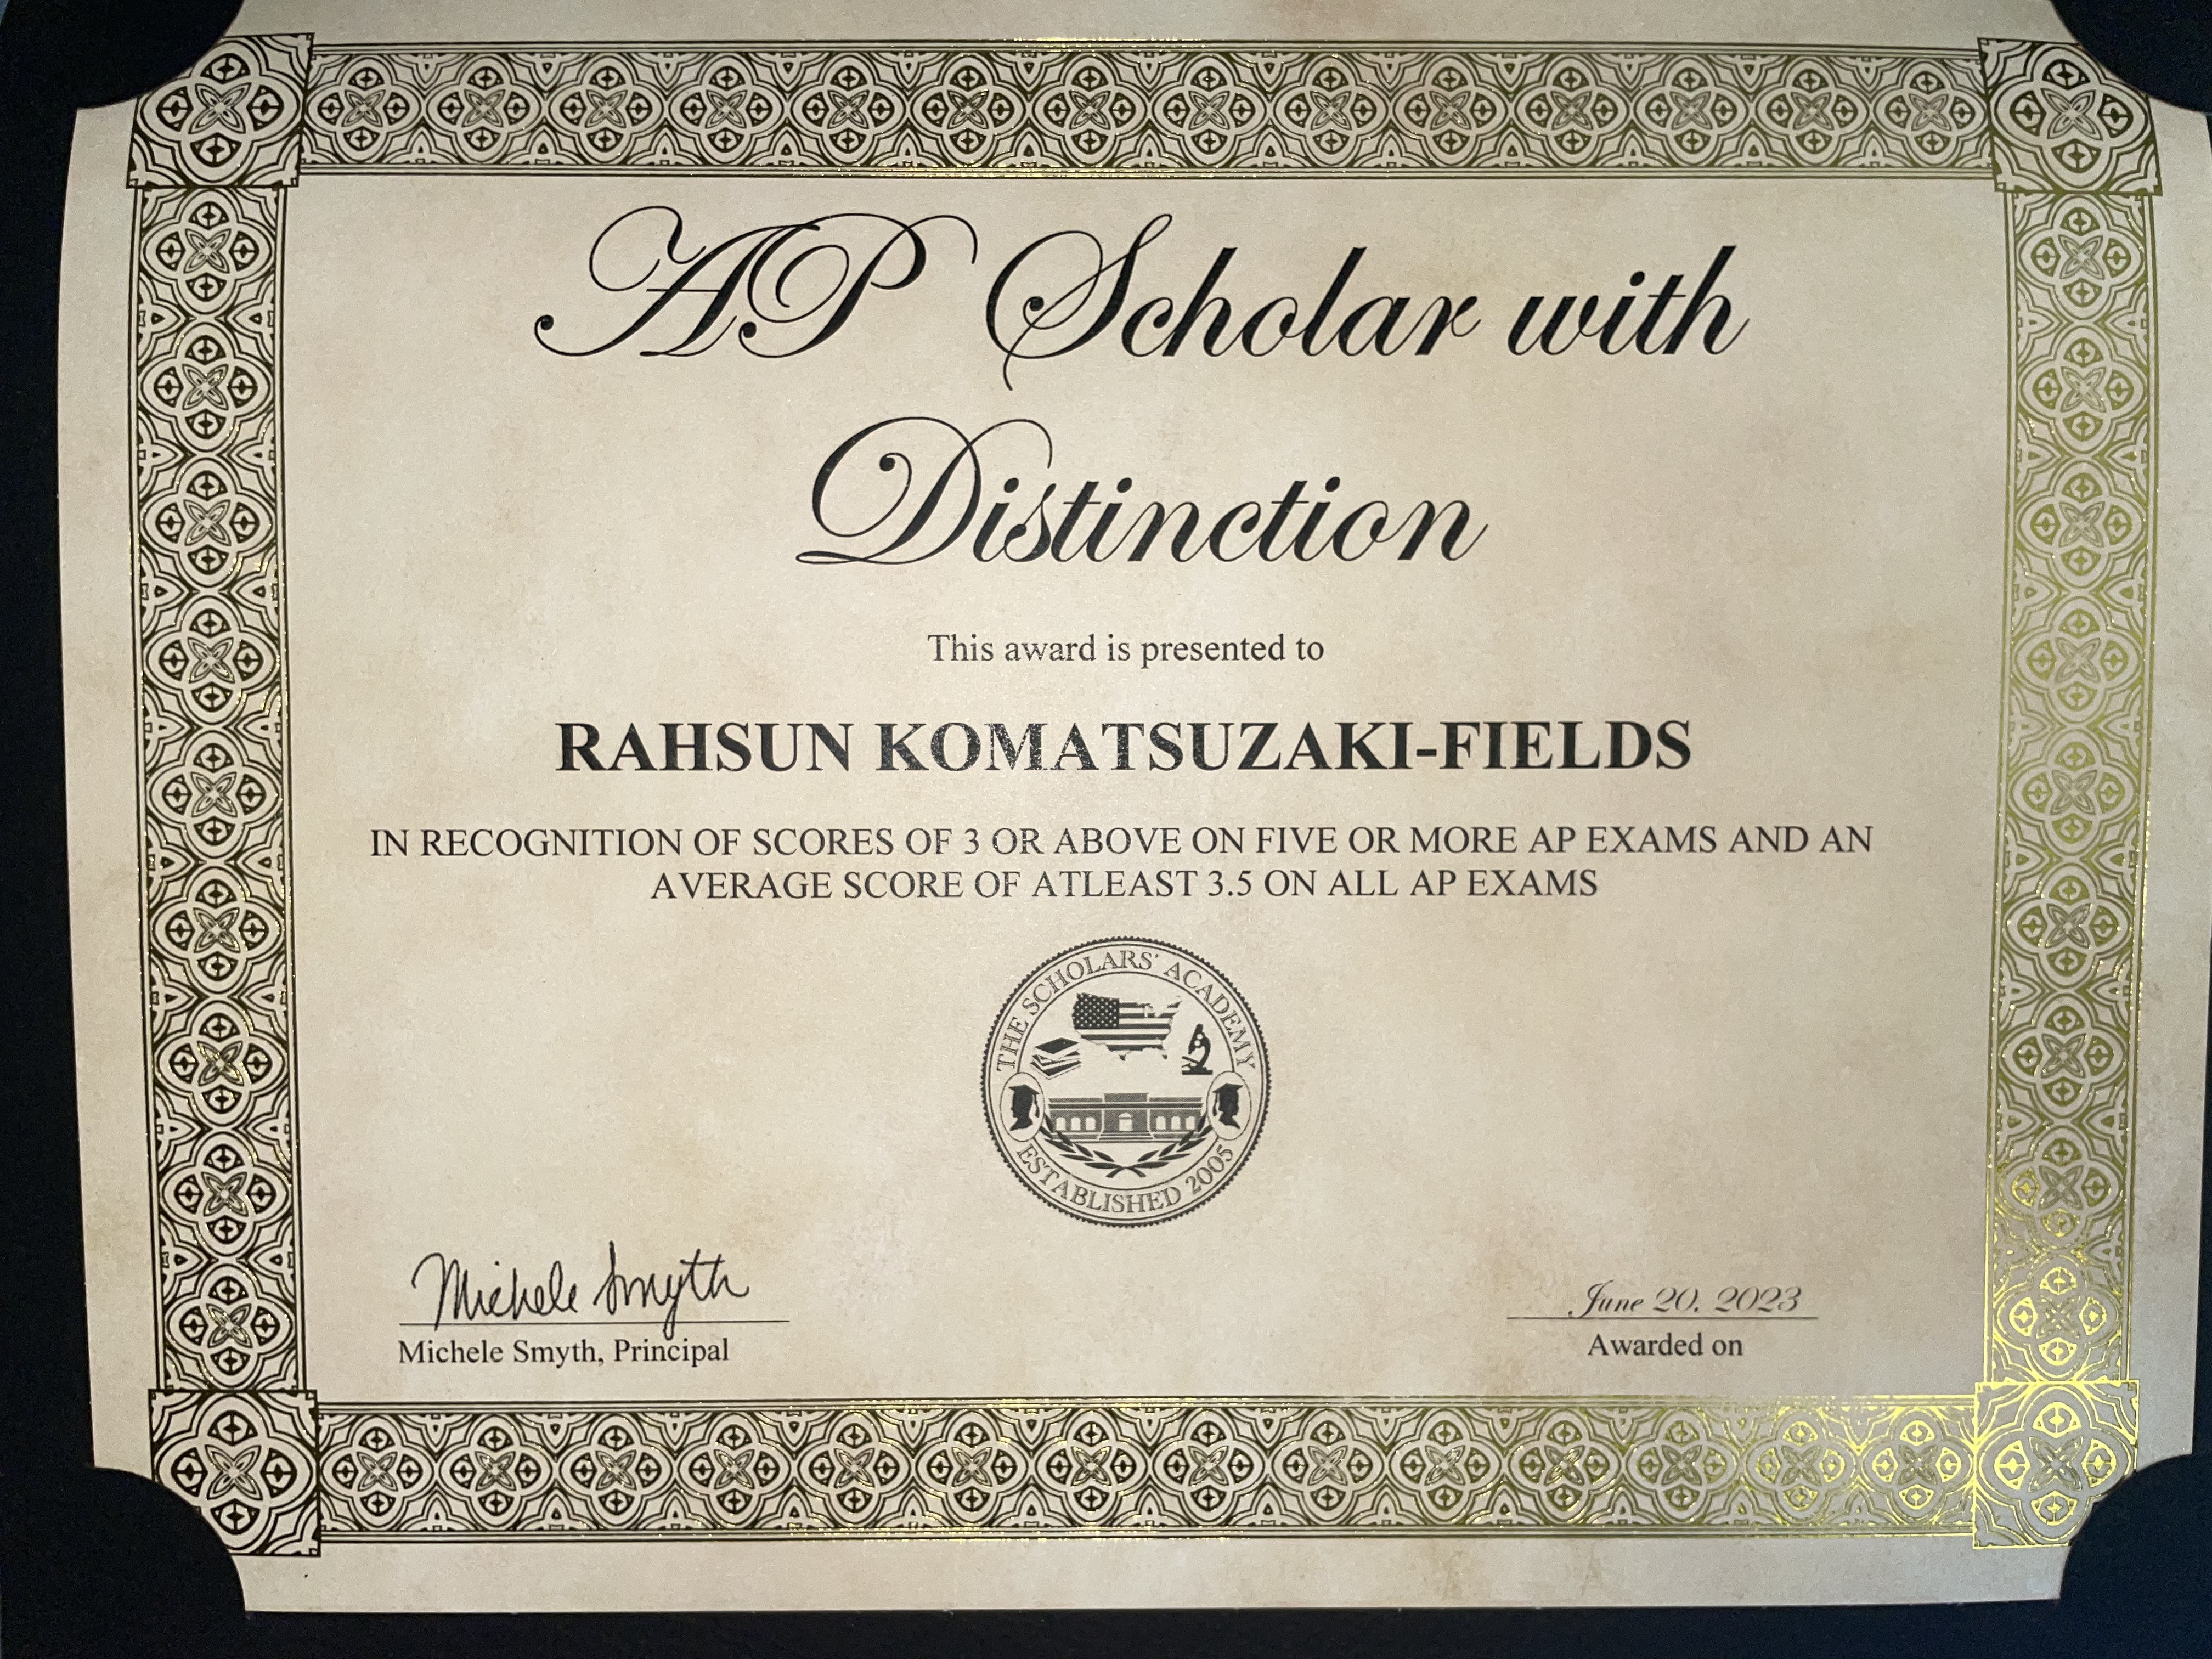 AP Scholar with
Distinction
This award is presented to
RAHSUN KOMATSUZAKI-FIELDS
IN RECOGNITION OF SCORES OF 3 OR ABOVE ON FIVE OR MORE AP EXAMS AND AN
AVERAGE SCORE OF ATLEAST 3.5 ON ALL AP EXAMS
THE SCHOLARS' ACADEMY
ESTABLISHED 2005
Michele Smyth
Michele Smyth, Principal
June 20, 2023
Awarded on